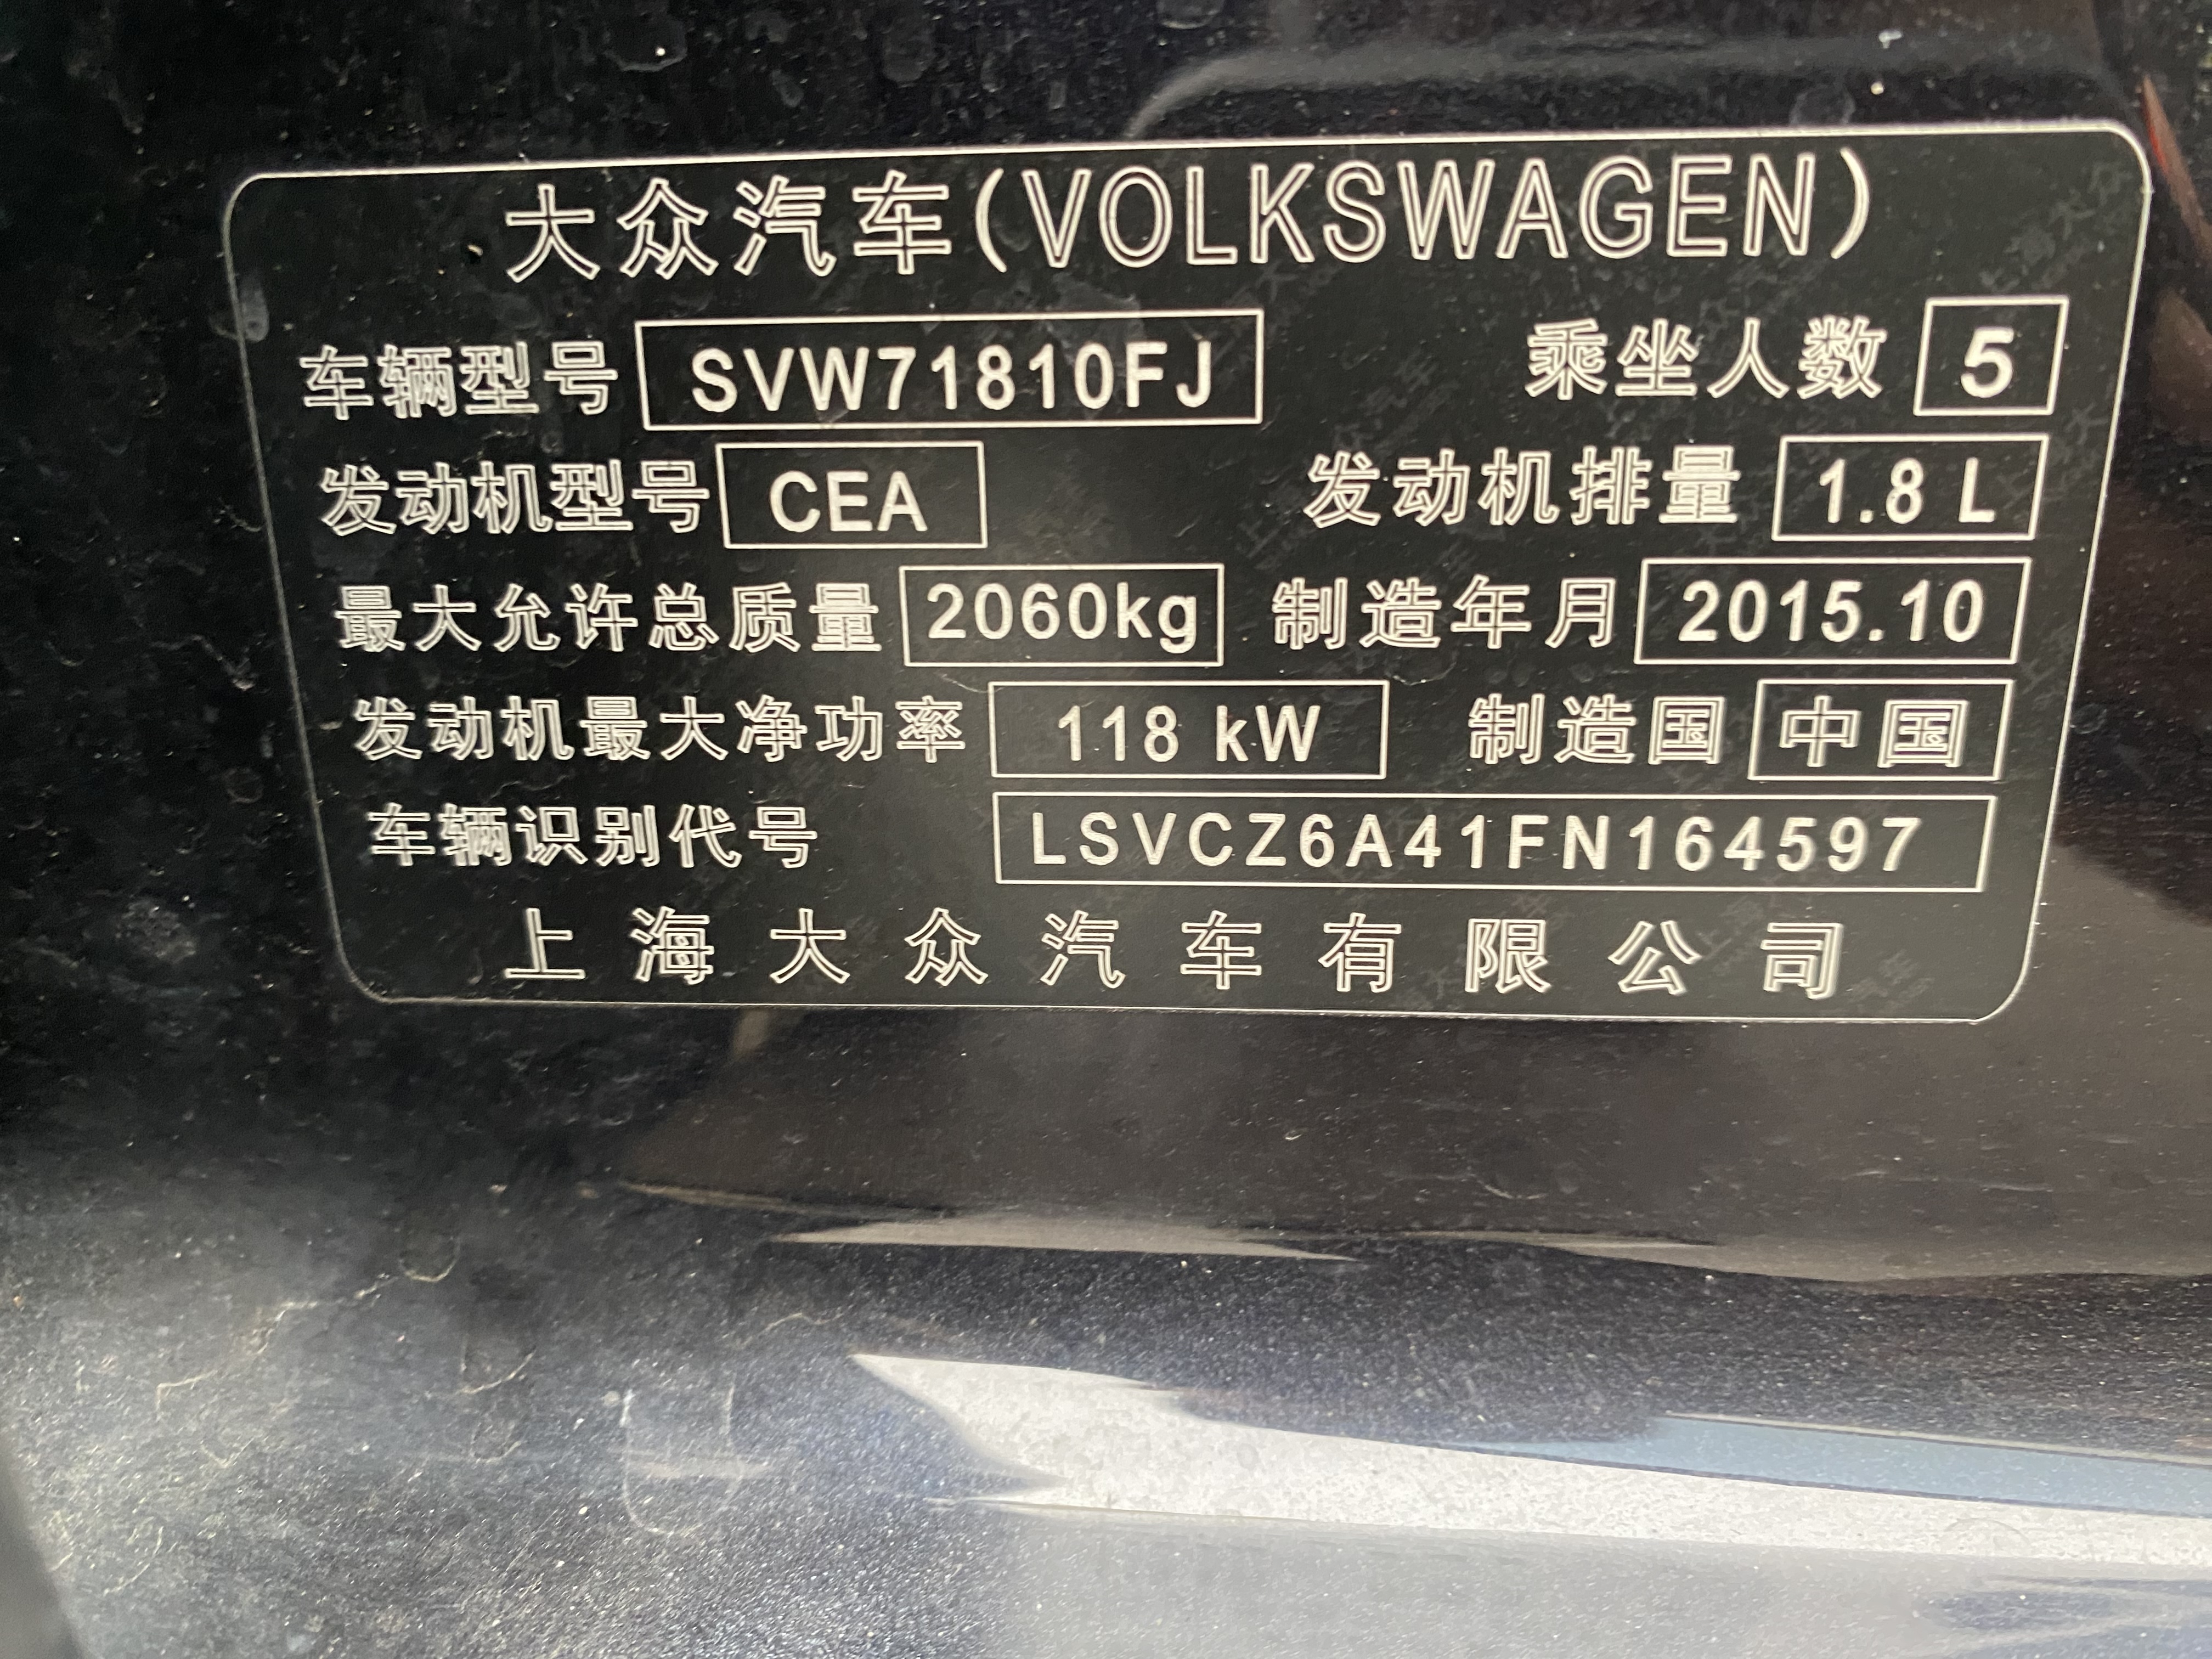 大众汽车(VOLKSWAGEN)
车辆型号 SVW71810FJ 乘坐人数 5
发动机型号 CEA 发动机排量 1.8 L
最大允许总质量 2060kg 制造年月 2015.10
发动机最大净功率 118 kW 制造国 中国
车辆识别代号 LSVCZ6A41FN164597
上海大众汽车有限公司